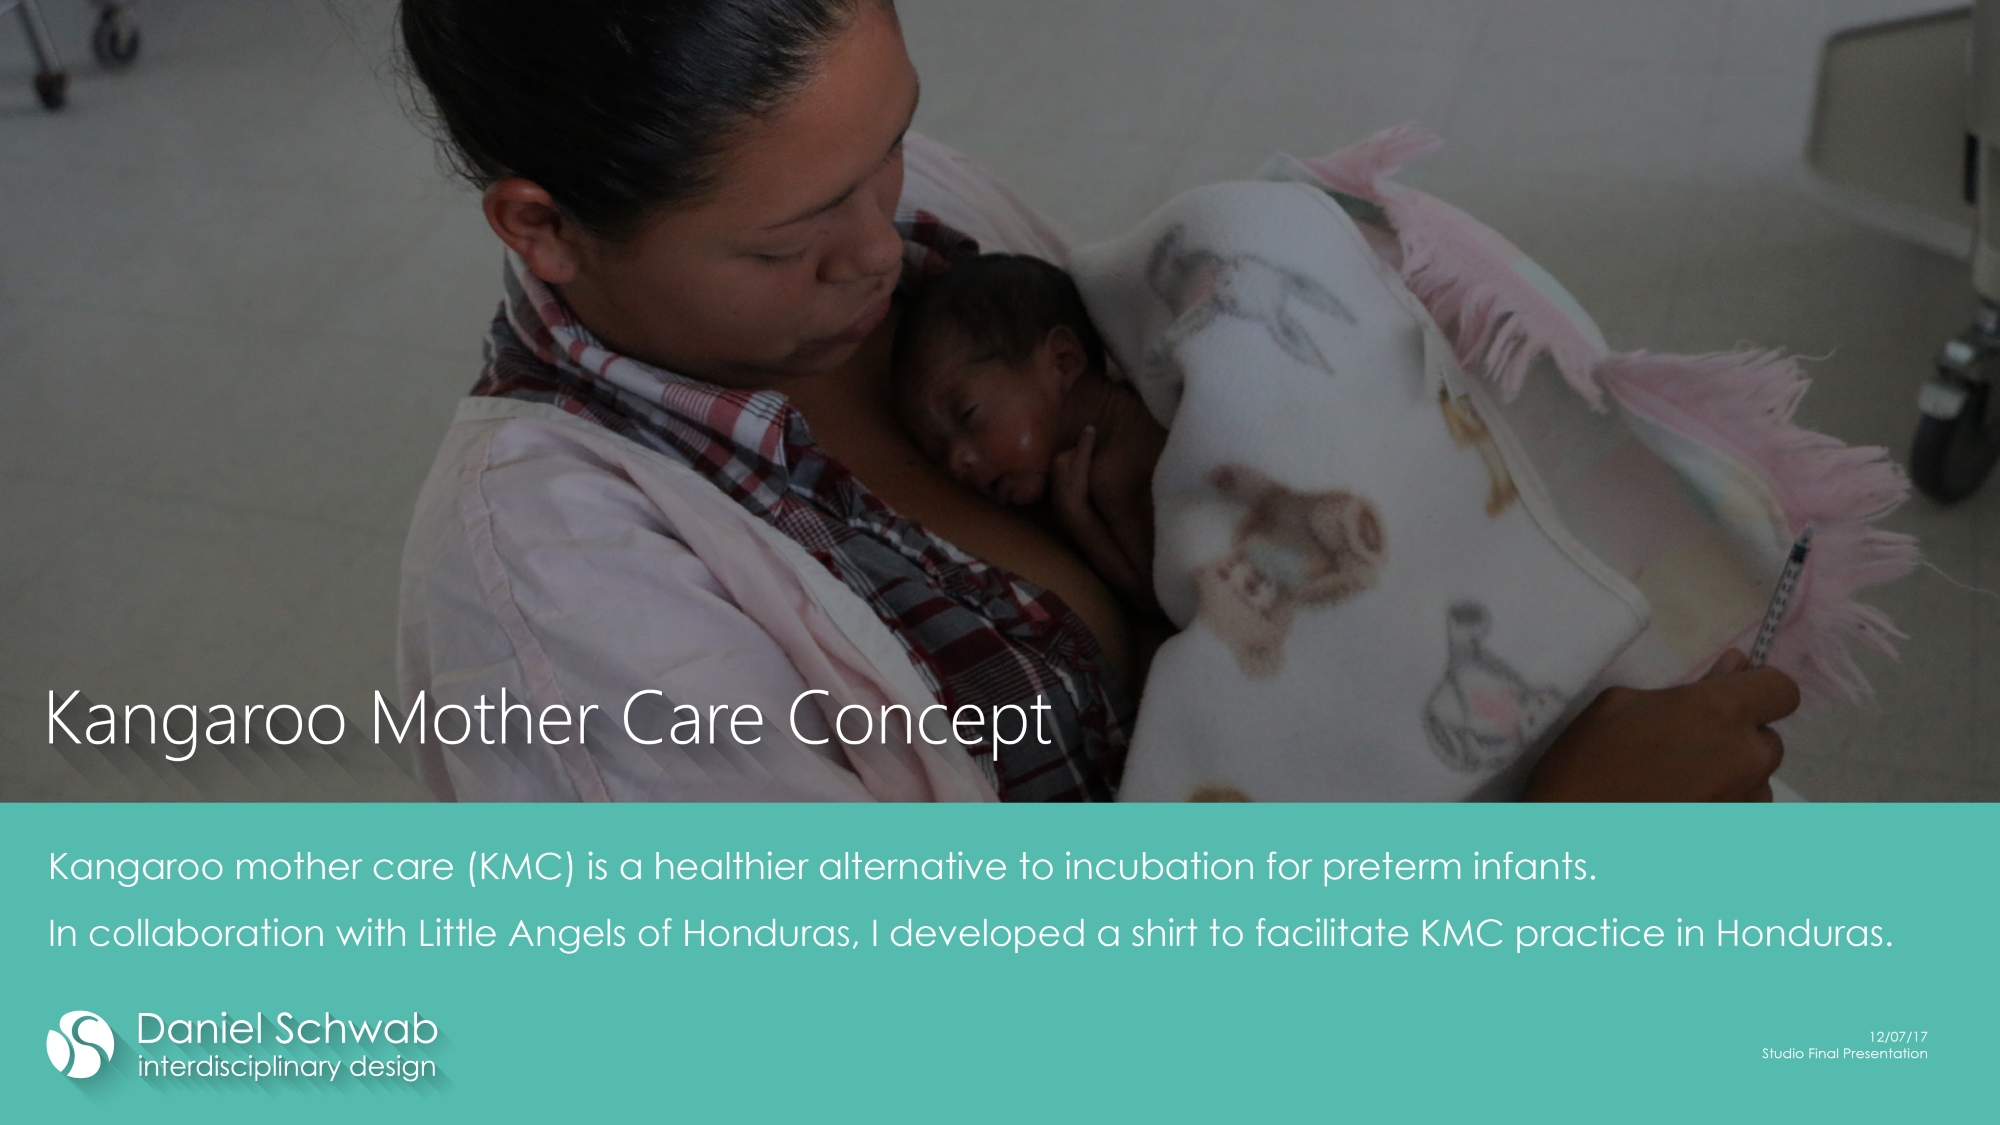 Kangaroo Mother Care Concept
Kangaroo mother care (KMC) is a healthier alternative to incubation for preterm infants.
In collaboration with Little Angels of Honduras, I developed a shirt to facilitate KMC practice in Honduras.
Daniel Schwab
interdisciplinary design
12/07/17
Studio Final Presentation